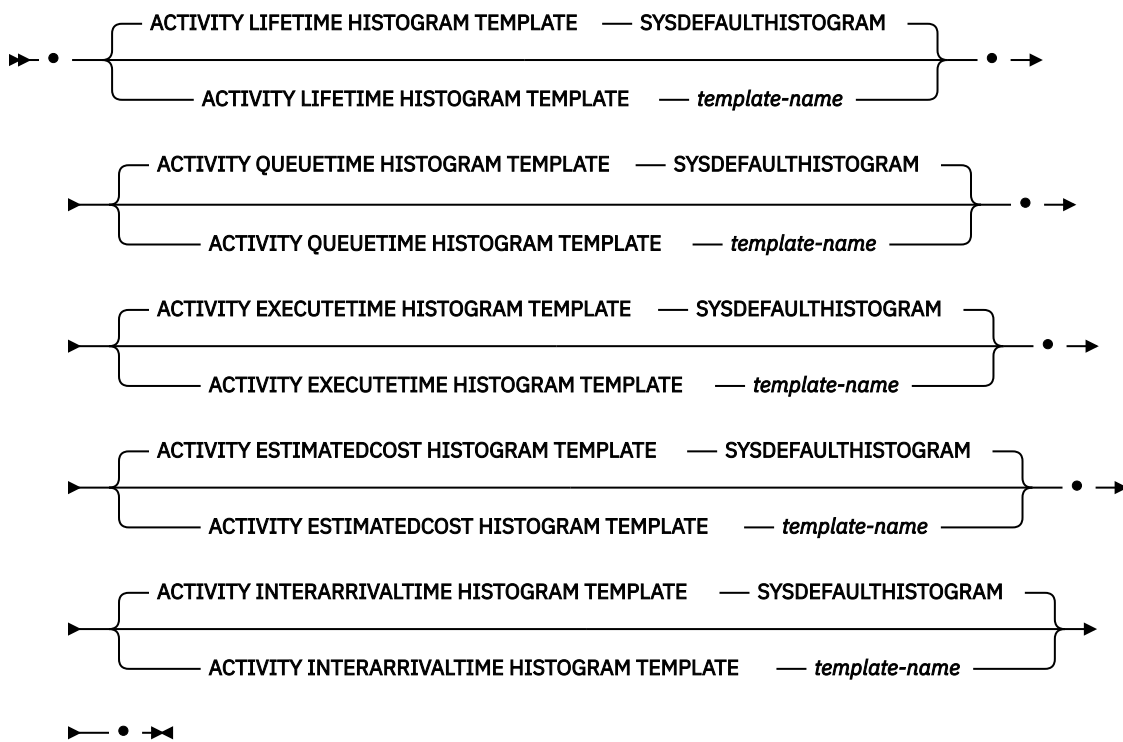 ACTIVITY LIFETIME HISTOGRAM TEMPLATE SYSDEFAULTHISTOGRAM
ACTIVITY LIFETIME HISTOGRAM TEMPLATE template-name
ACTIVITY QUEUETIME HISTOGRAM TEMPLATE SYSDEFAULTHISTOGRAM
ACTIVITY QUEUETIME HISTOGRAM TEMPLATE template-name
ACTIVITY EXECUTETIME HISTOGRAM TEMPLATE SYSDEFAULTHISTOGRAM
ACTIVITY EXECUTETIME HISTOGRAM TEMPLATE template-name
ACTIVITY ESTIMATEDCOST HISTOGRAM TEMPLATE SYSDEFAULTHISTOGRAM
ACTIVITY ESTIMATEDCOST HISTOGRAM TEMPLATE template-name
ACTIVITY INTERARRIVALTIME HISTOGRAM TEMPLATE SYSDEFAULTHISTOGRAM
ACTIVITY INTERARRIVALTIME HISTOGRAM TEMPLATE template-name